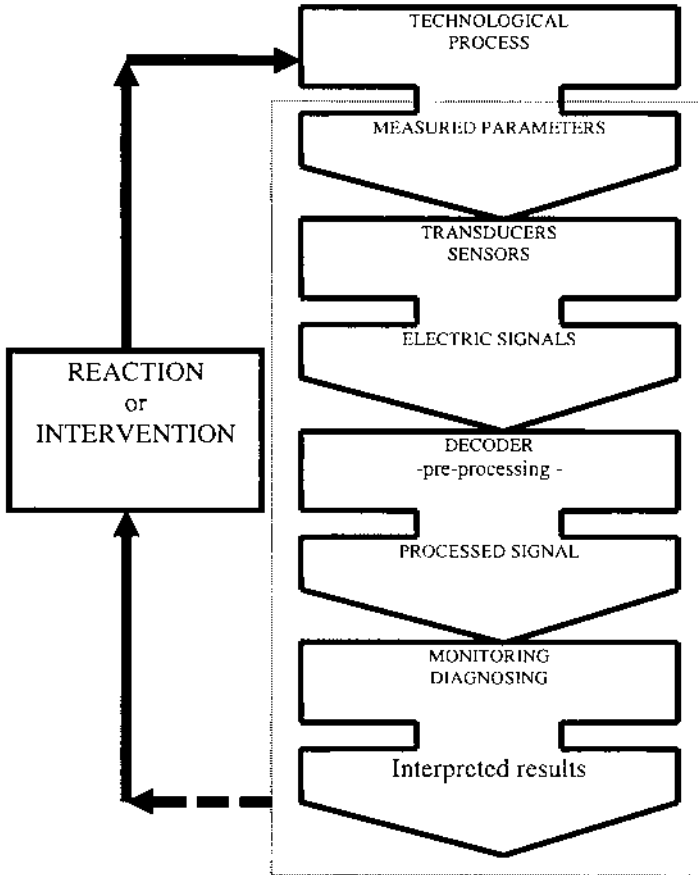 TECHNOLOGICAL
PROCESS
MEASURED PARAMETERS
TRANSDUCERS
SENSORS
ELECTRIC SIGNALS
REACTION
or
INTERVENTION
DECODER
-pre-processing -
PROCESSED SIGNAL
MONITORING
DIAGNOSING
Interpreted results